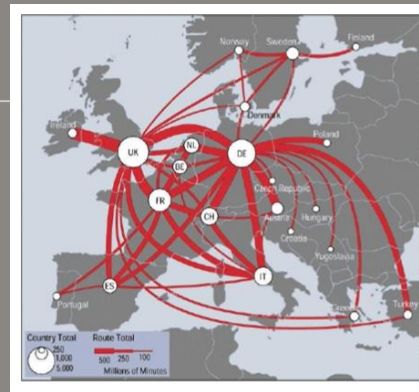 Norway
Sweden
Finland
Denmark
Ireland
UK
NL
DE
Poland
BE
Czech Republic
FR
CH
Austria
Hungary
Croatia
Yugoslavia
IT
ES
Portugal
Greece
Turkey
Country Total
250
1,000
5,000
Route Total
500 250 100
Millions of Minutes